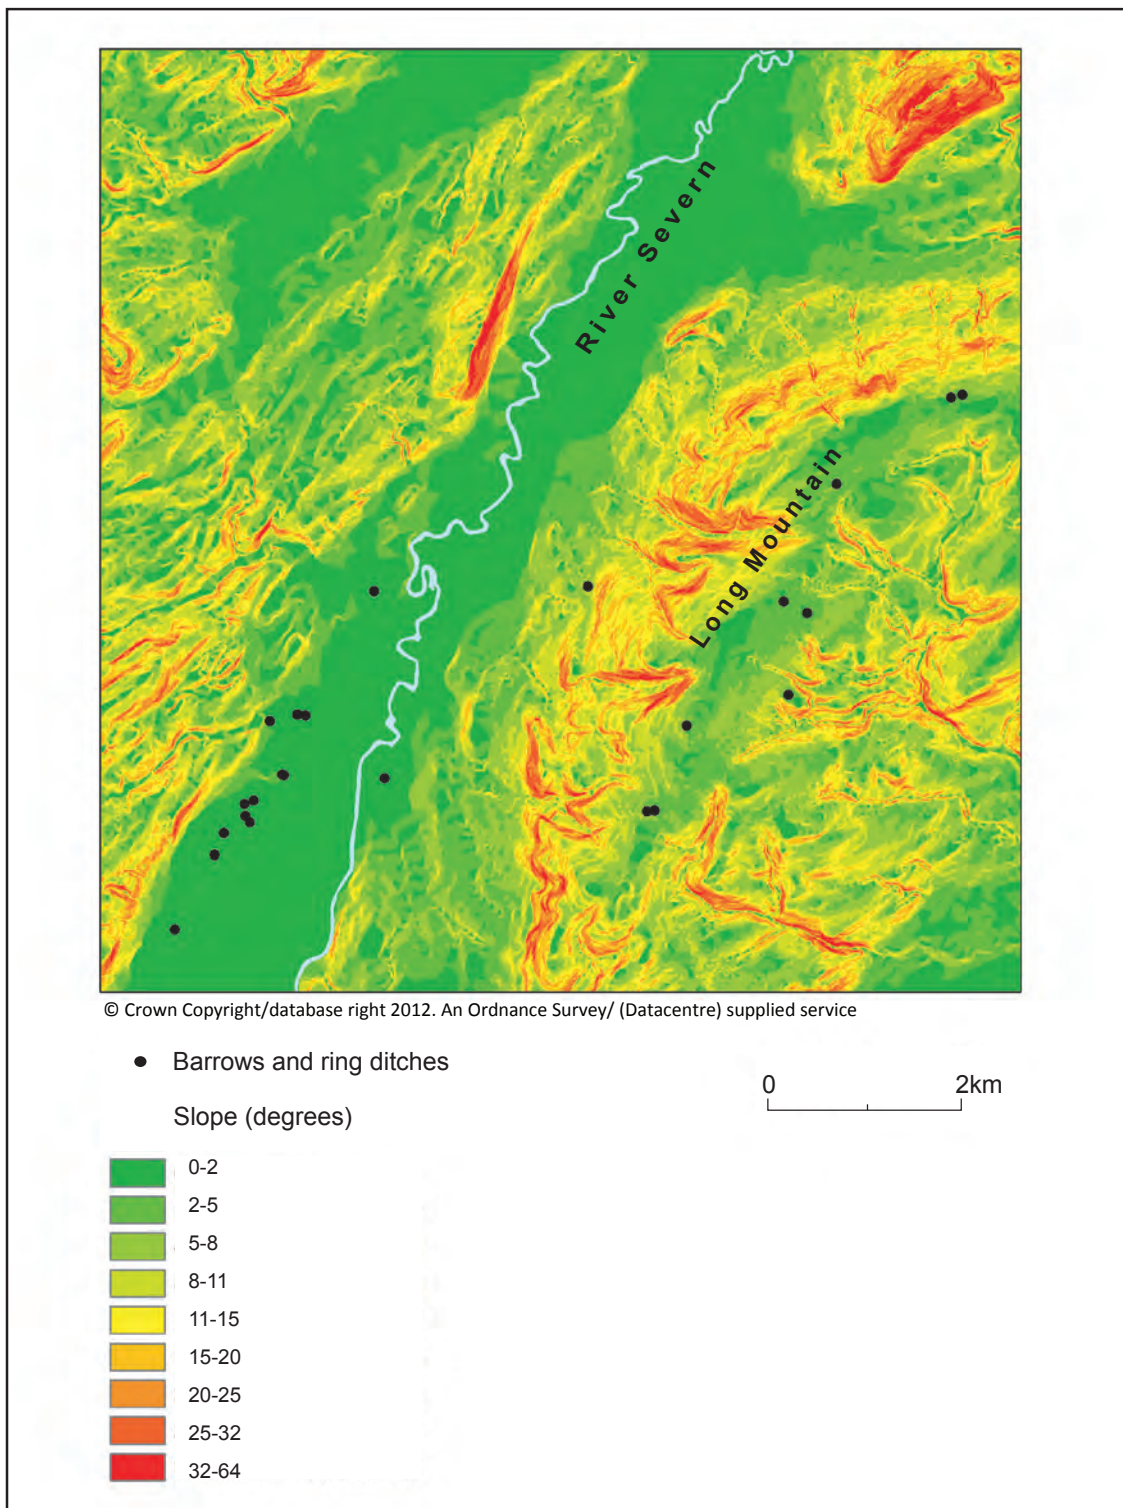 River Severn
Long Mountain
© Crown Copyright/database right 2012. An Ordnance Survey/ (Datacentre) supplied service
Barrows and ring ditches
0 2km
Slope (degrees)
0-2
2-5
5-8
8-11
11-15
15-20
20-25
25-32
32-64